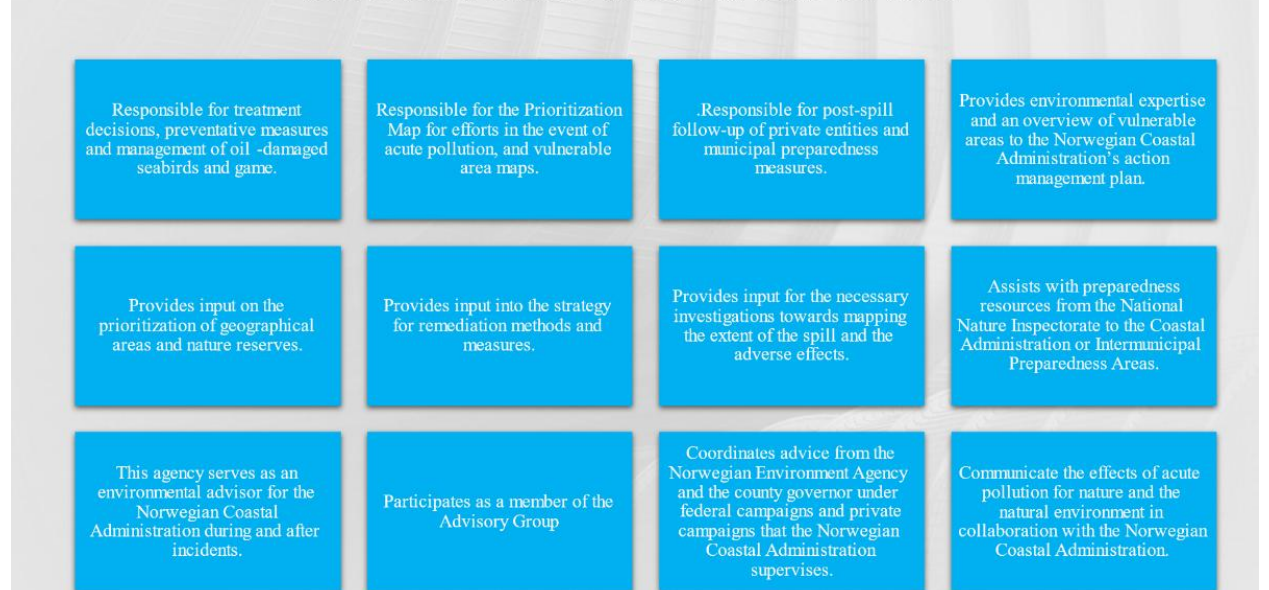 Responsible for treatment
decisions, preventative measures
and management of oil -damaged
seabirds and game.
Responsible for the Prioritization
Map for efforts in the event of
acute pollution, and vulnerable
area maps.
.Responsible for post-spill
follow-up of private entities and
municipal preparedness
measures.
Provides environmental expertise
and an overview of vulnerable
areas to the Norwegian Coastal
Administration’s action
management plan.
Provides input on the
prioritization of geographical
areas and nature reserves.
Provides input into the strategy
for remediation methods and
measures.
Provides input for the necessary
investigations towards mapping
the extent of the spill and the
adverse effects.
Assists with preparedness
resources from the National
Nature Inspectorate to the Coastal
Administration or Intermunicipal
Preparedness Areas.
This agency serves as an
environmental advisor for the
Norwegian Coastal
Administration during and after
incidents.
Participates as a member of the
Advisory Group
Coordinates advice from the
Norwegian Environment Agency
and the county governor under
federal campaigns and private
campaigns that the Norwegian
Coastal Administration
supervises.
Communicate the effects of acute
pollution for nature and the
natural environment in
collaboration with the Norwegian
Coastal Administration.